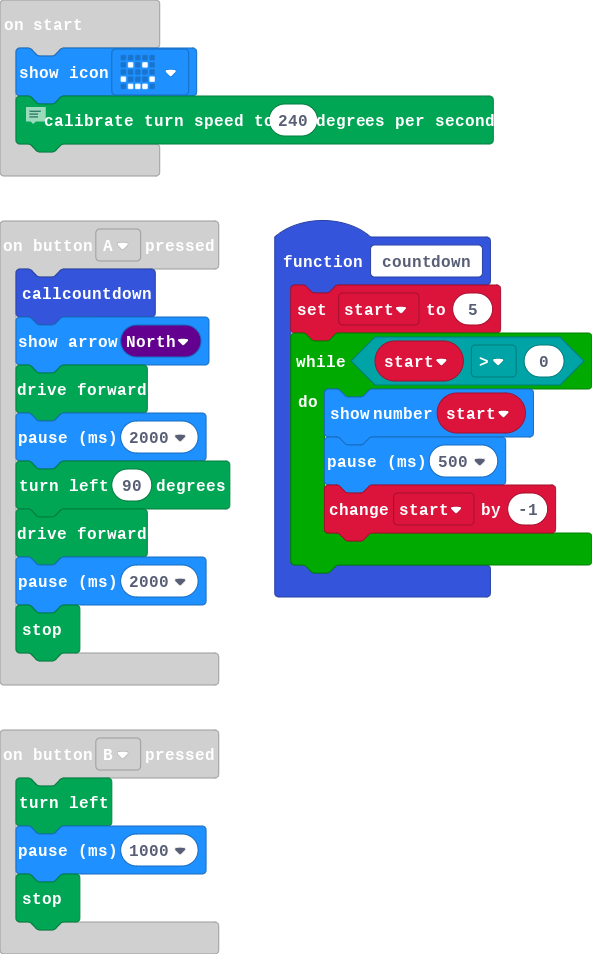 on start
show icon
calibrate turn speed to 240 degrees per second
on button A pressed
call countdown
show arrow North
drive forward
pause (ms) 2000
turn left 90 degrees
drive forward
pause (ms) 2000
stop
function countdown
set start to 5
while start > 0
do
show number start
pause (ms) 500
change start by -1
on button B pressed
turn left
pause (ms) 1000
stop